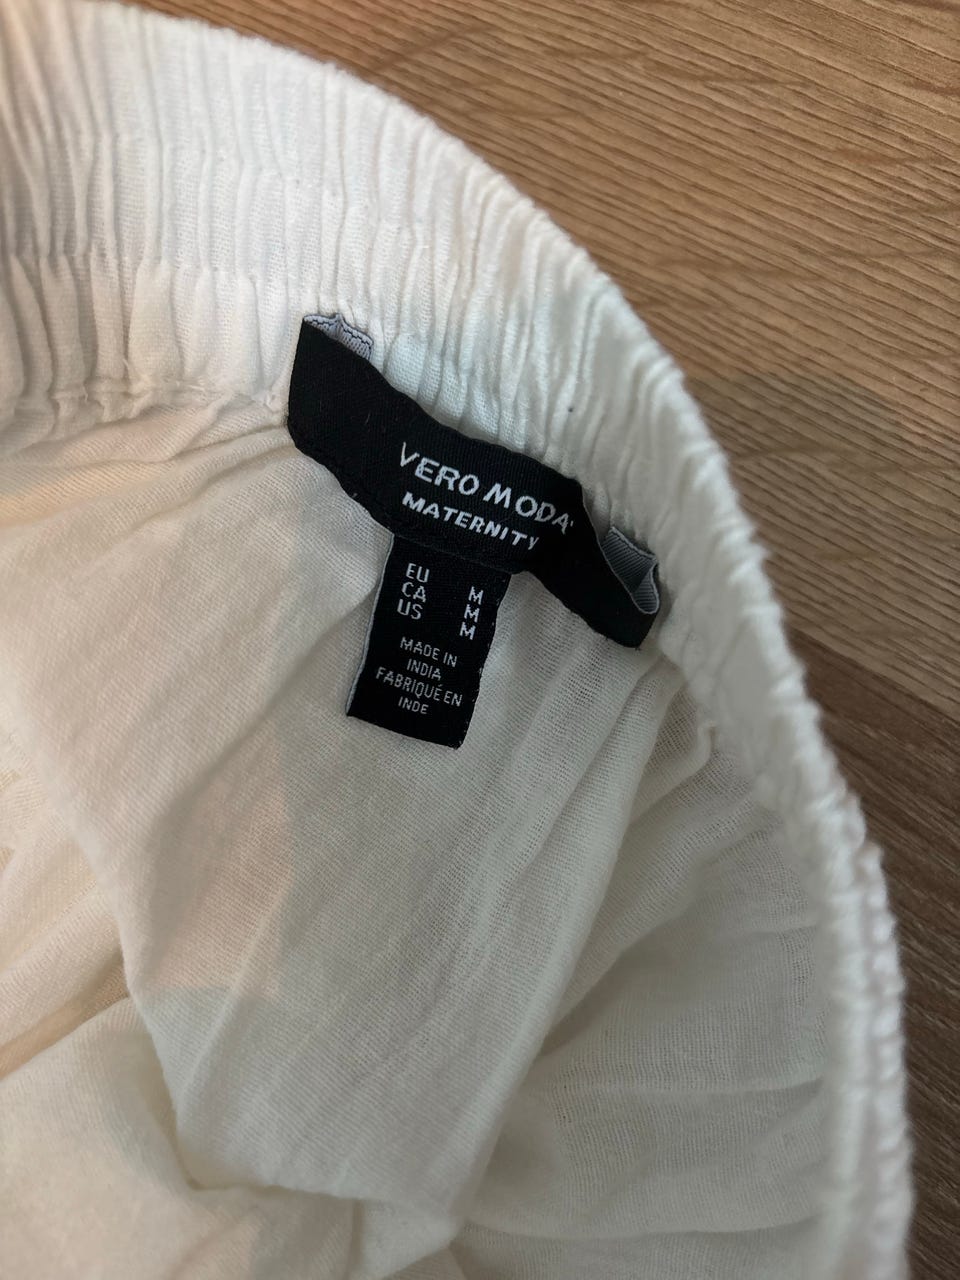 VERO MODA
MATERNITY
EU M
CA M
US M
MADE IN
INDIA
FABRIQUÉ EN
INDE